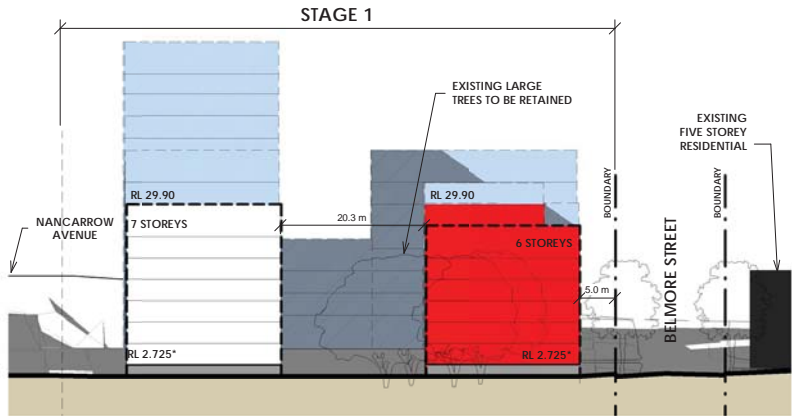 STAGE 1
EXISTING LARGE
TREES TO BE RETAINED
EXISTING
FIVE STOREY
RESIDENTIAL
RL 29.90
RL 29.90
7 STOREYS
20.3 m
6 STOREYS
NANCARROW
AVENUE
BOUNDARY
BOUNDARY
BELMORE STREET
5.0 m
RL 2.725*
RL 2.725*